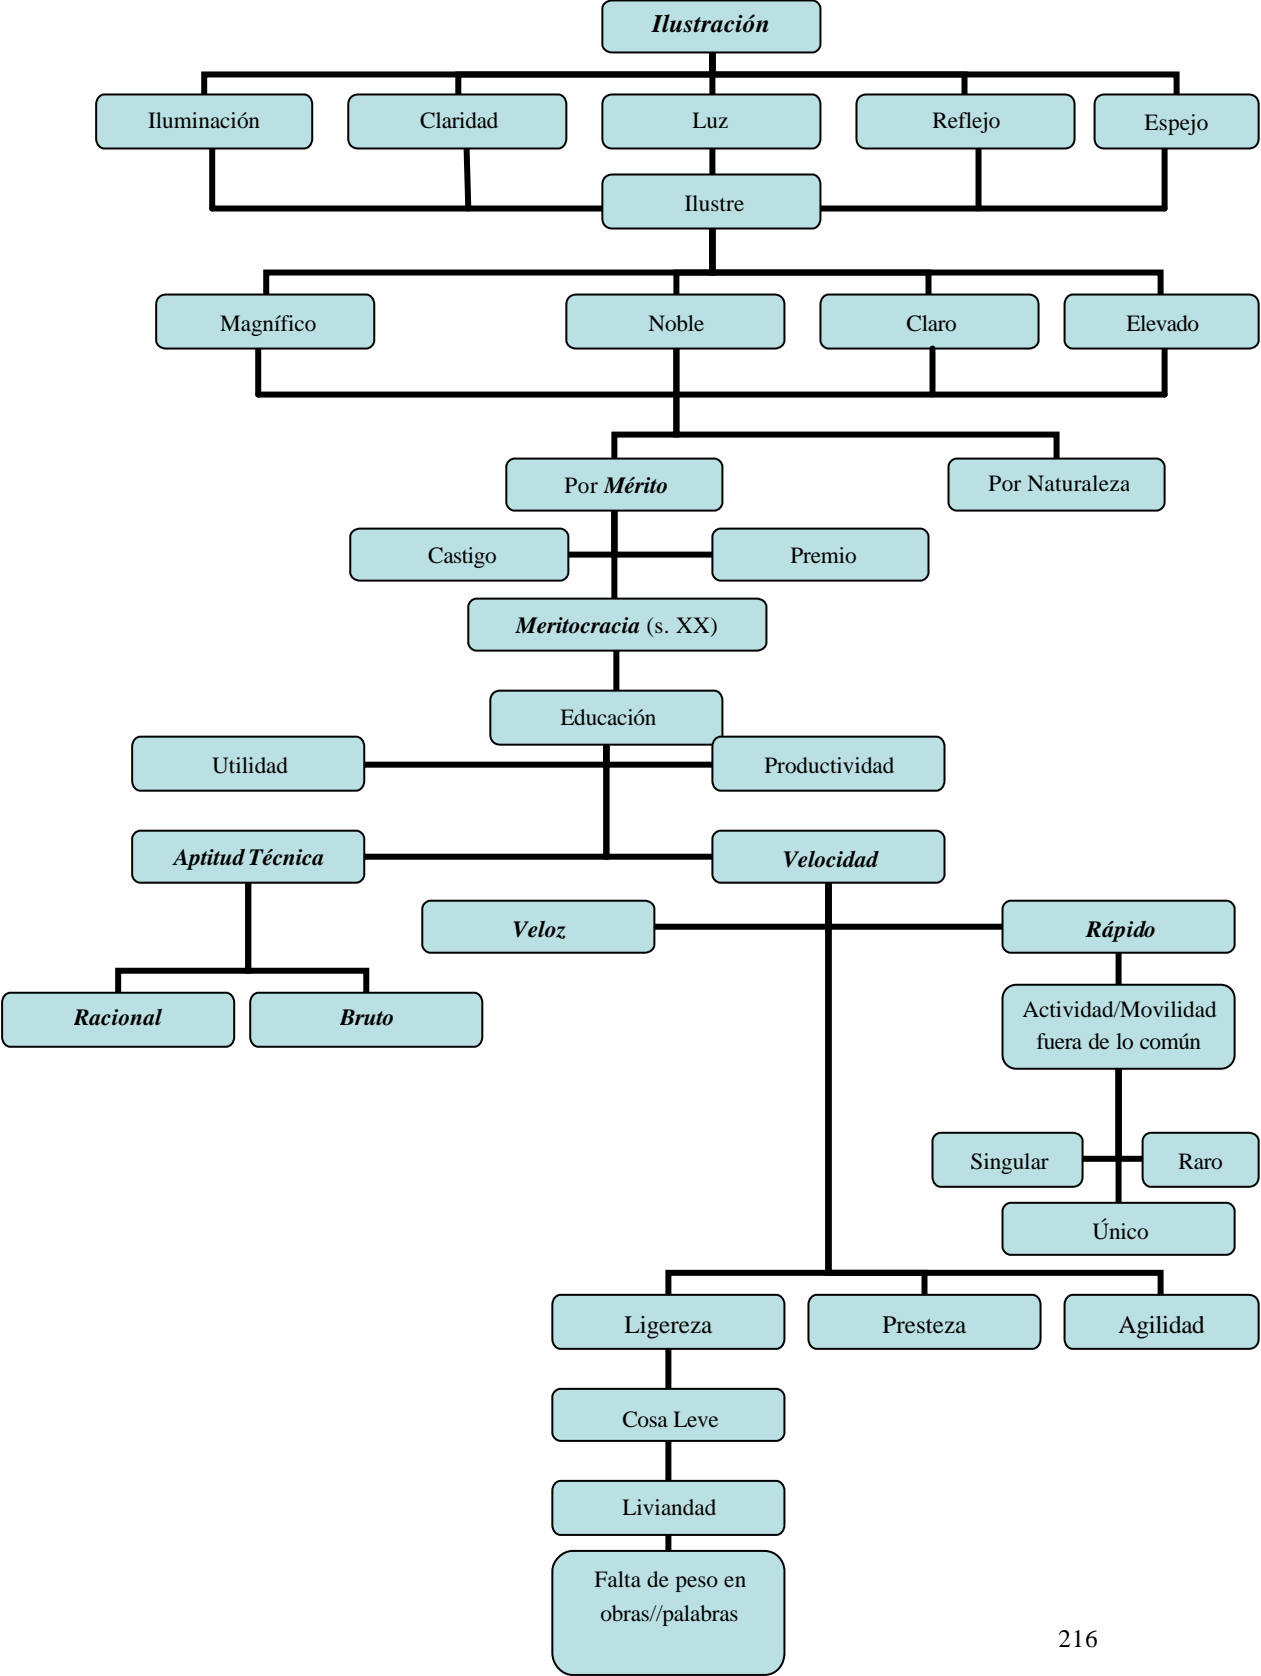 Ilustración
Iluminación
Claridad
Luz
Reflejo
Espejo
Ilustre
Magnífico
Noble
Claro
Elevado
Por Mérito
Por Naturaleza
Castigo
Premio
Meritocracia (s. XX)
Educación
Utilidad
Productividad
Aptitud Técnica
Velocidad
Veloz
Rápido
Racional
Bruto
Actividad/Movilidad
fuera de lo común
Singular
Raro
Único
Ligereza
Presteza
Agilidad
Cosa Leve
Liviandad
Falta de peso en
obras//palabras
216